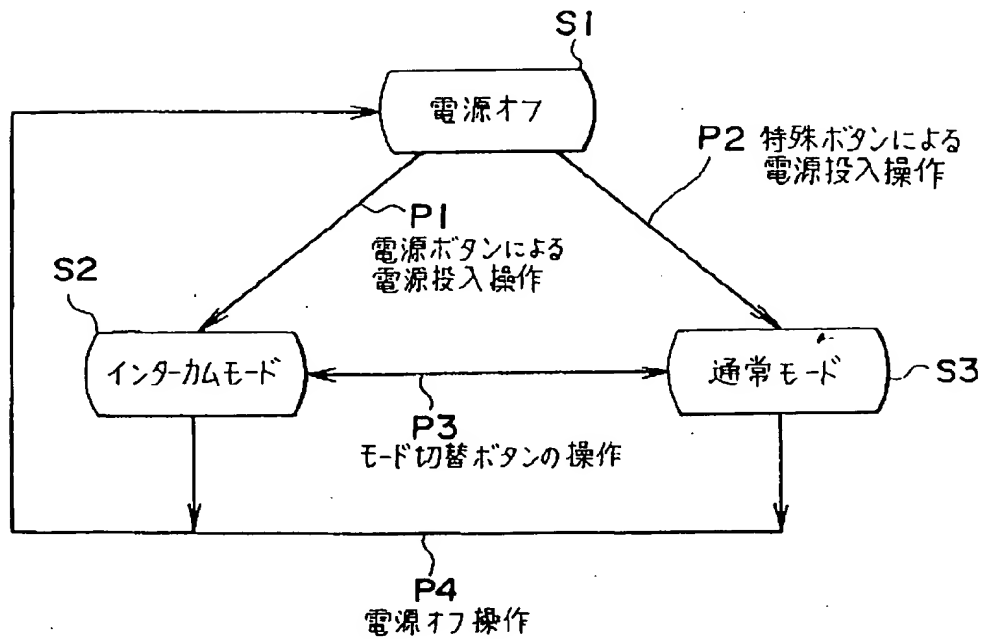 S1
電源オフ
P2 特殊ボタンによる
電源投入操作
P1
電源ボタンによる
電源投入操作
S2
インターカムモード
通常モード
S3
P3
モード切替ボタンの操作
P4
電源オフ操作